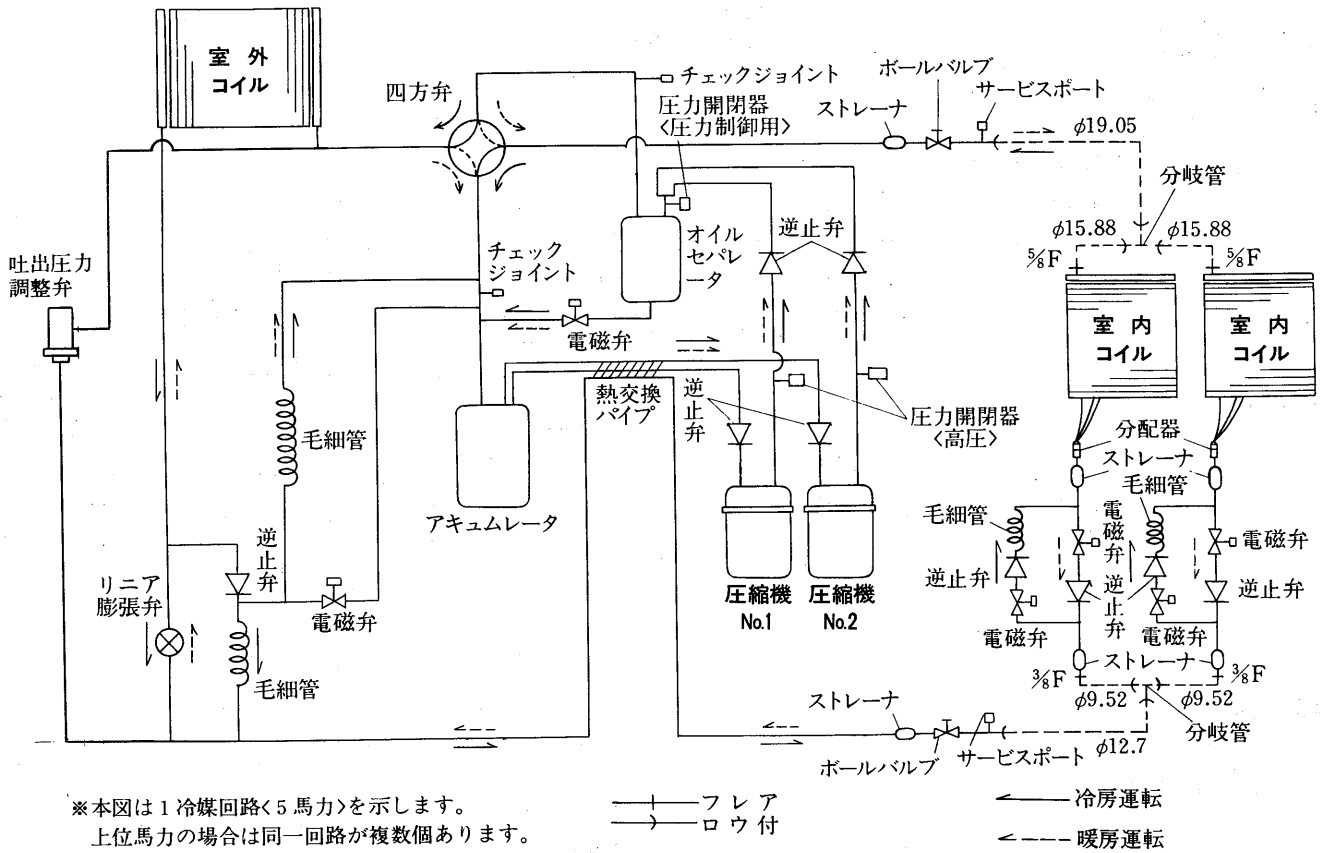 室外
コイル
四方弁
チェックジョイント
圧力開閉器
〈圧力制御用〉
ストレーナ
ボールバルブ
サービスポート
φ19.05
分岐管
φ15.88
φ15.88
5/8F
5/8F
室内
コイル
室内
コイル
吐出圧力
調整弁
チェック
ジョイント
オイル
セパレ
ータ
逆止弁
電磁弁
熱交換
パイプ
逆止弁
圧力開閉器
〈高圧〉
毛細管
アキュムレータ
分配器
ストレーナ
毛細管
毛細管
電磁弁
電磁弁
逆止弁
逆止弁
逆止弁
電磁弁
電磁弁
逆止弁
リニア
膨張弁
電磁弁
毛細管
圧縮機
No.1
圧縮機
No.2
ストレーナ
3/8F
3/8F
φ9.52
φ9.52
分岐管
ストレーナ
ボールバルブ
サービスポート
φ12.7
※本図は1冷媒回路〈5馬力〉を示します。
上位馬力の場合は同一回路が複数個あります。
フレア
ロウ付
冷房運転
暖房運転